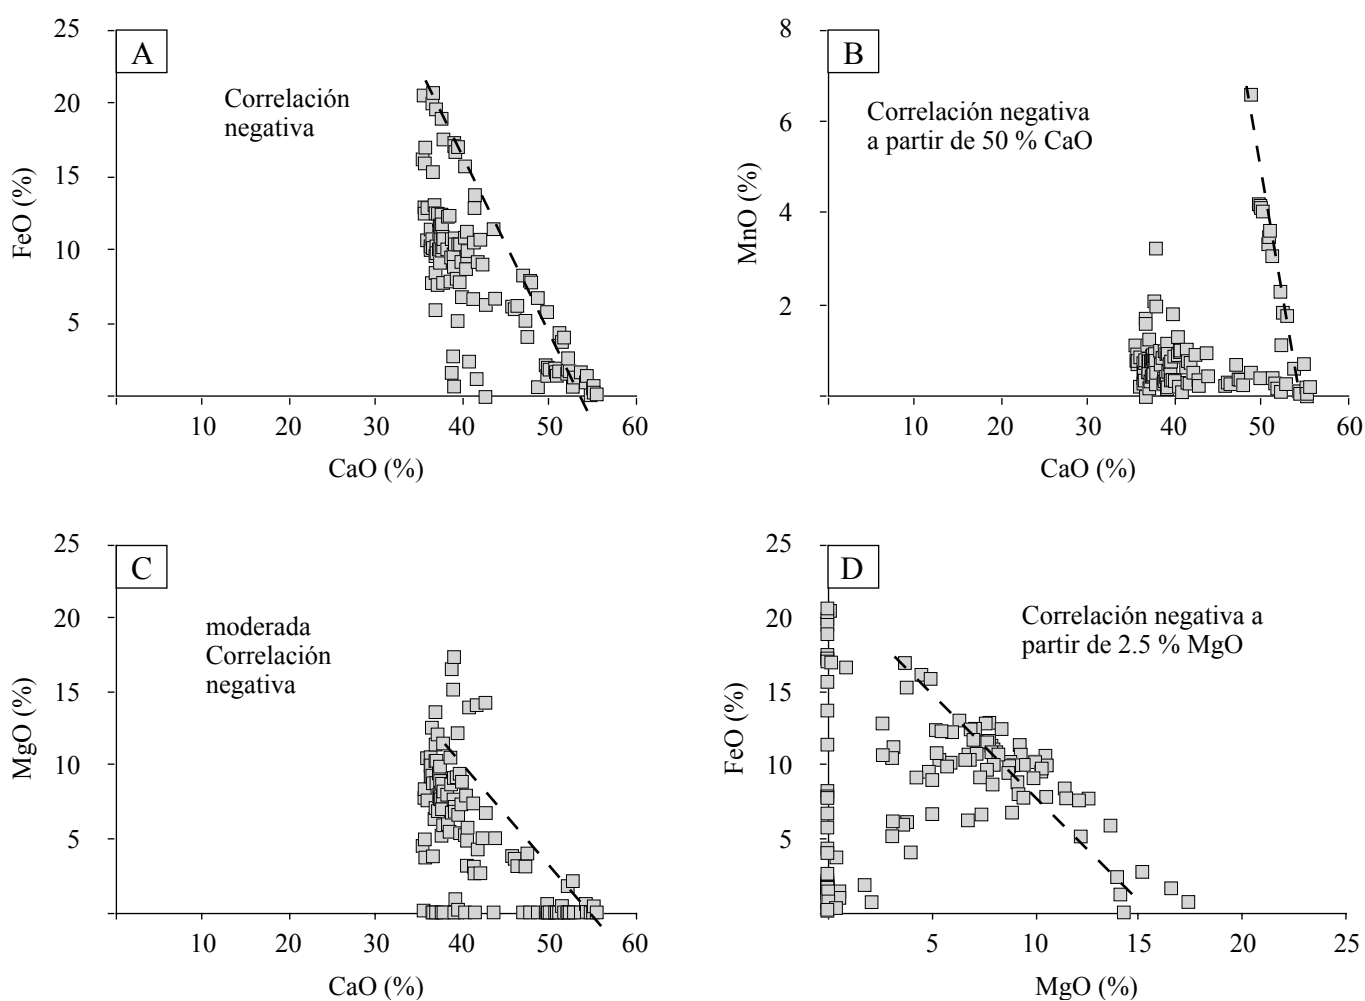 25
A
20
15
10
5
FeO (%)
Correlación
negativa
10
20
30
40
50
60
CaO (%)
8
B
6
4
2
MnO (%)
Correlación negativa
a partir de 50 % CaO
10
20
30
40
50
60
CaO (%)
25
C
20
15
10
5
MgO (%)
moderada
Correlación
negativa
10
20
30
40
50
60
CaO (%)
25
D
20
15
10
5
FeO (%)
Correlación negativa a
partir de 2.5 % MgO
5
10
15
20
25
MgO (%)